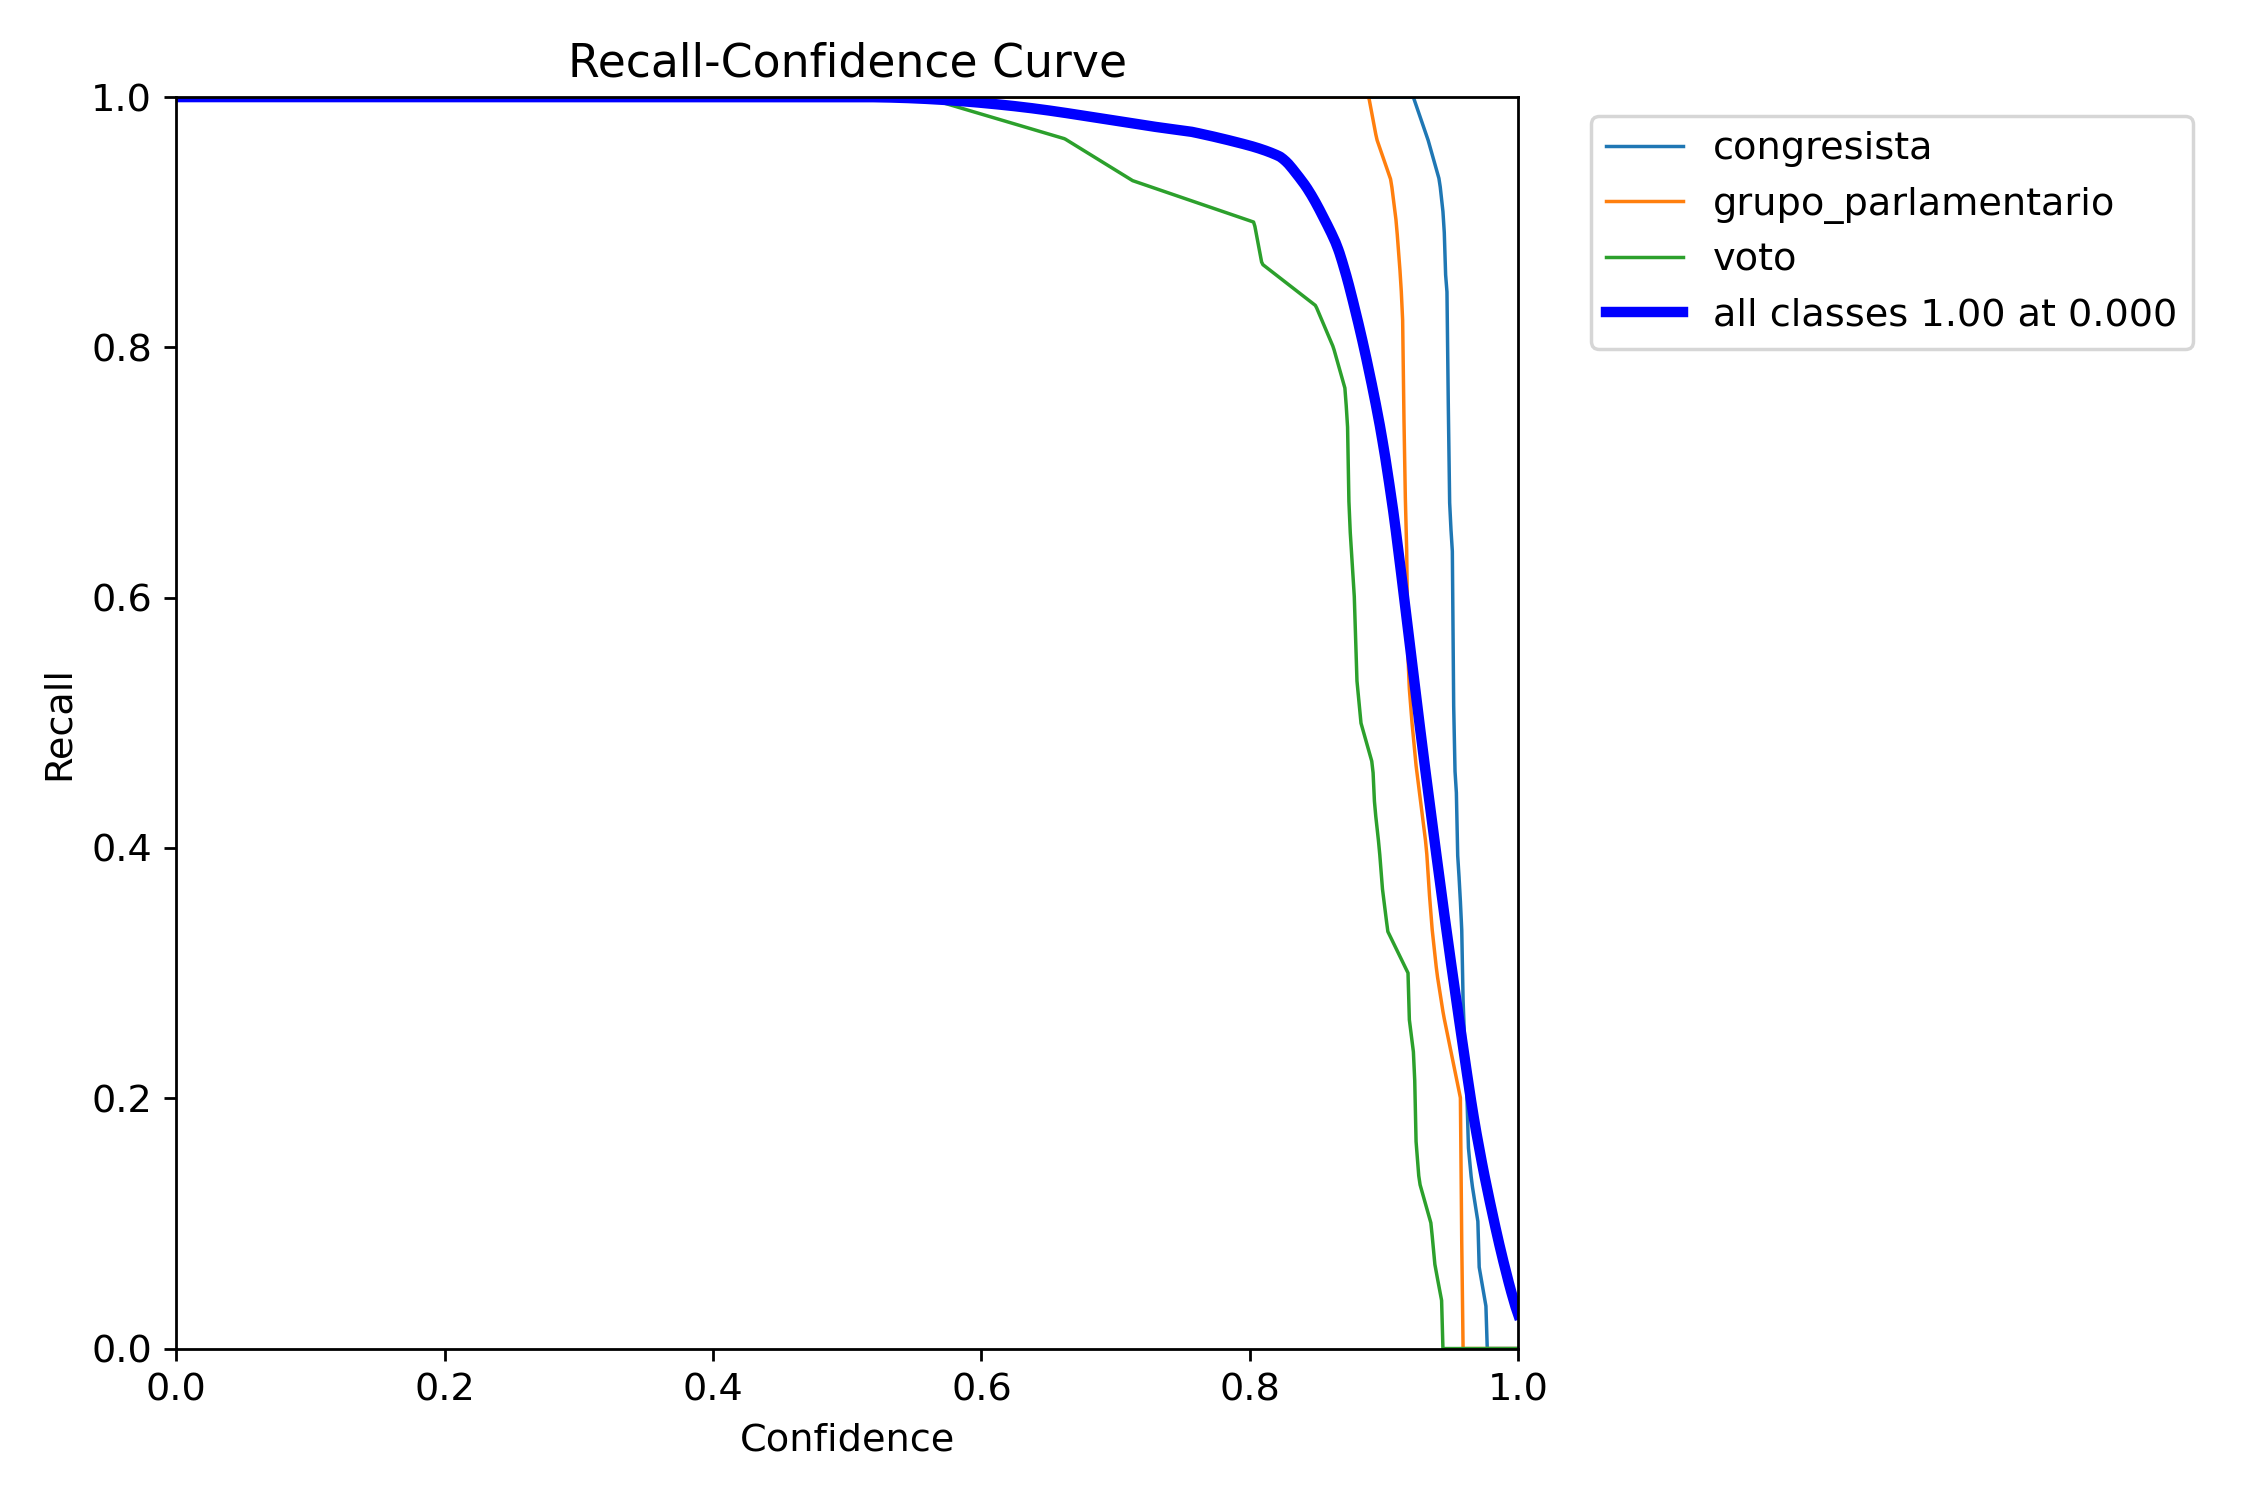 Recall-Confidence Curve
1.0
0.8
0.6
0.4
0.2
0.0
Recall
0.0 0.2 0.4 0.6 0.8 1.0
Confidence
congresista
grupo_parlamentario
voto
all classes 1.00 at 0.000